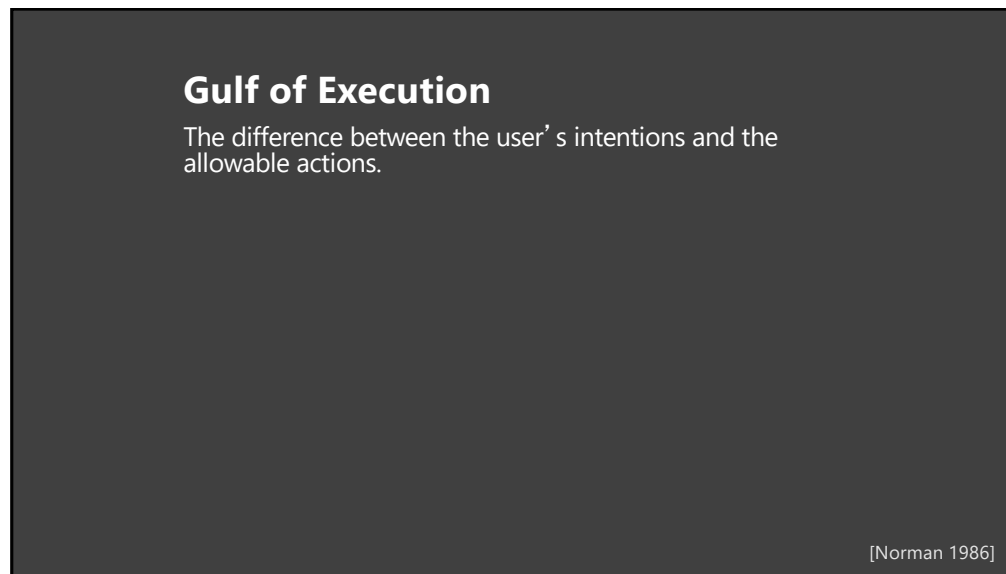 Gulf of Execution
The difference between the user’s intentions and the
allowable actions.
[Norman 1986]